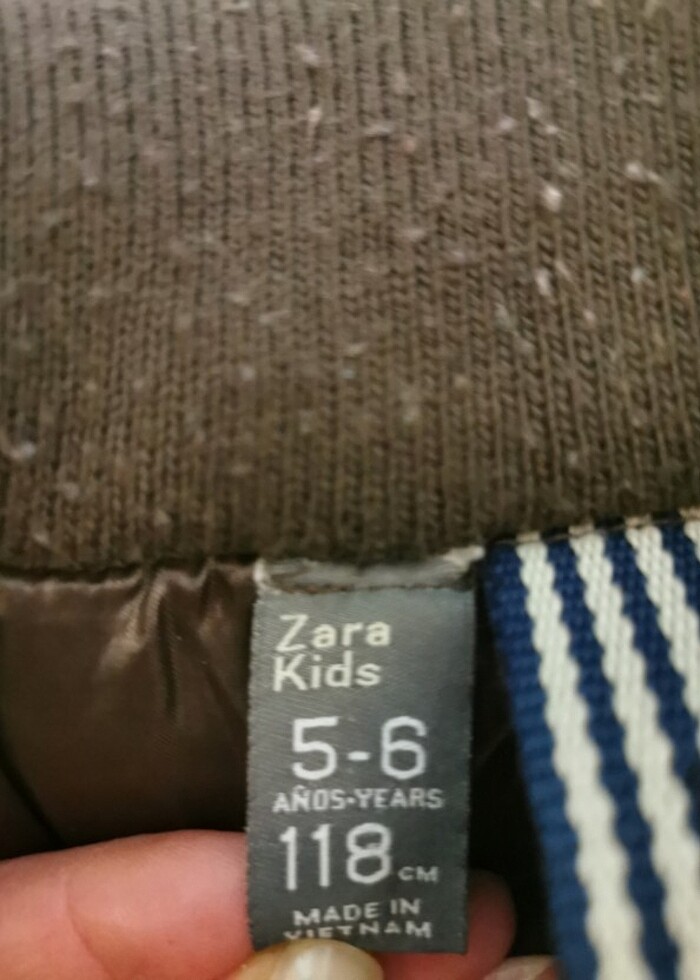 Zara
Kids
5-6
AÑOS-YEARS
118 CM
MADE IN
VIETNAM